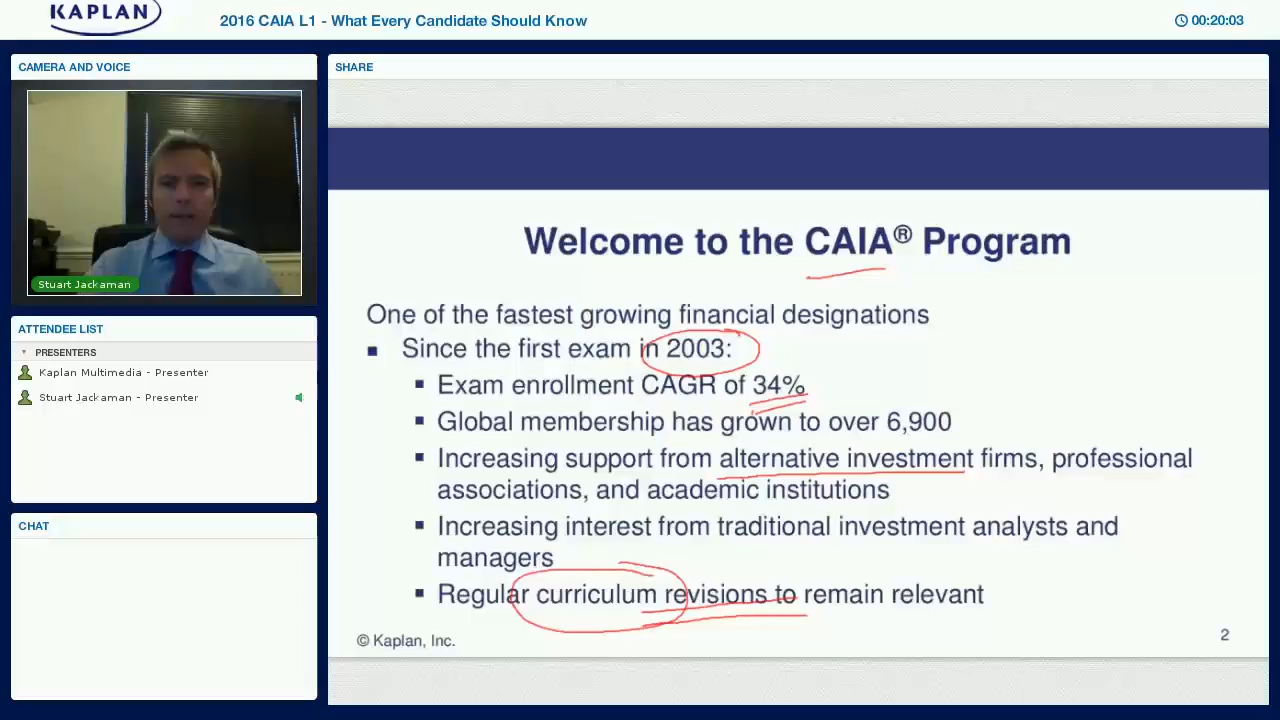 KAPLAN
2016 CAIA L1 - What Every Candidate Should Know
00:20:03
CAMERA AND VOICE
Stuart Jackaman
ATTENDEE LIST
PRESENTERS
Kaplan Multimedia - Presenter
Stuart Jackaman - Presenter
CHAT
SHARE
Welcome to the CAIA® Program
One of the fastest growing financial designations
Since the first exam in 2003:
Exam enrollment CAGR of 34%
Global membership has grown to over 6,900
Increasing support from alternative investment firms, professional
associations, and academic institutions
Increasing interest from traditional investment analysts and
managers
Regular curriculum revisions to remain relevant
© Kaplan, Inc.
2